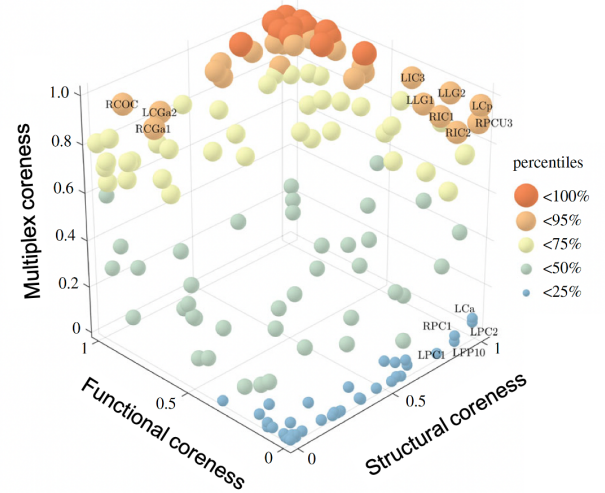 LIC3
RCOC
LCGa2
RCGa1
LLG1
LLG2
LCp
RIC1
RPCU3
RIC2
percentiles
<100%
<95%
<75%
<50%
<25%
1.0
0.8
0.6
0.4
0.2
0
Multiplex coreness
LCa
RPC1
LPC2
LPC1
LFP10
1
0.5
0
Functional coreness
0
0.5
1
Structural coreness